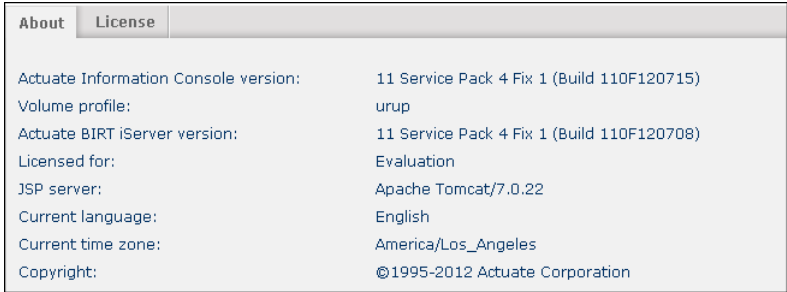 About License
Actuate Information Console version: 11 Service Pack 4 Fix 1 (Build 110F120715)
Volume profile: urup
Actuate BIRT iServer version: 11 Service Pack 4 Fix 1 (Build 110F120708)
Licensed for: Evaluation
JSP server: Apache Tomcat/7.0.22
Current language: English
Current time zone: America/Los_Angeles
Copyright: ©1995-2012 Actuate Corporation